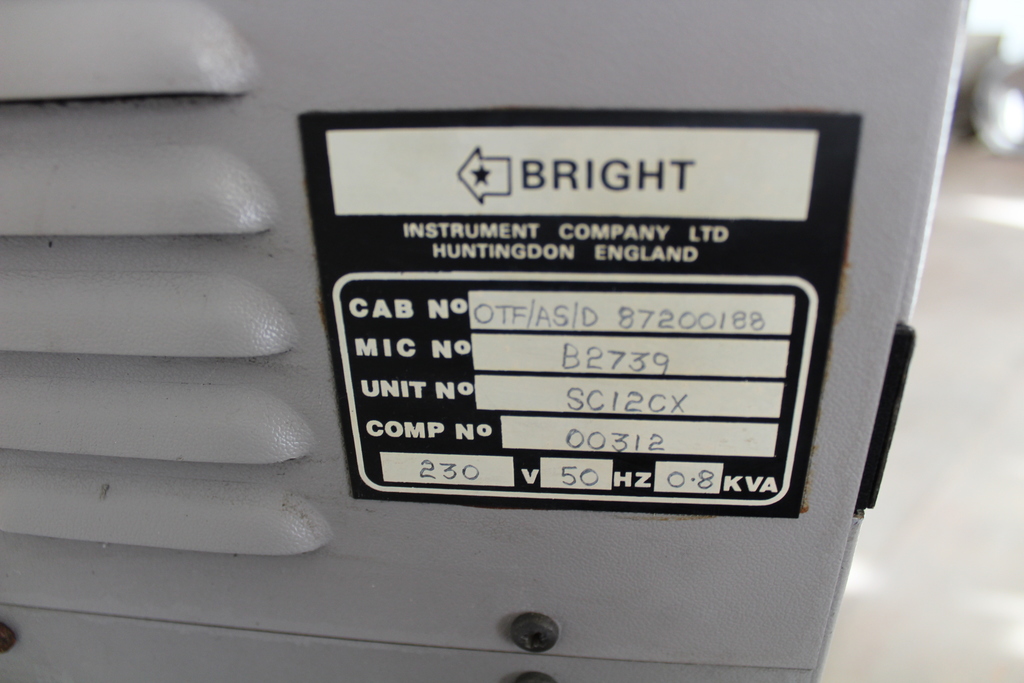 BRIGHT
INSTRUMENT COMPANY LTD
HUNTINGDON ENGLAND
CAB No OTF/AS/D 87200188
MIC No B2739
UNIT No SC12CX
COMP No 00312
230 V 50 HZ 0.8 KVA